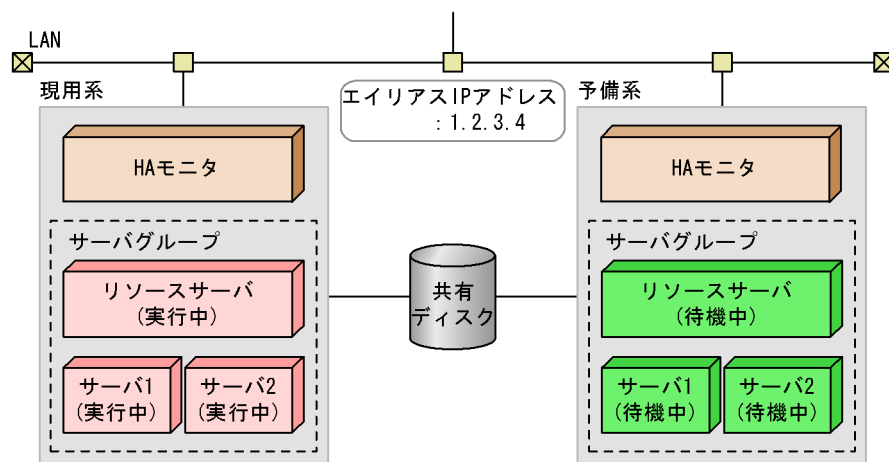 LAN
現用系
エイリアスIPアドレス
：1.2.3.4
予備系
HAモニタ
HAモニタ
サーバグループ
サーバグループ
リソースサーバ
(実行中)
共有
ディスク
リソースサーバ
(待機中)
サーバ1
(実行中)
サーバ2
(実行中)
サーバ1
(待機中)
サーバ2
(待機中)